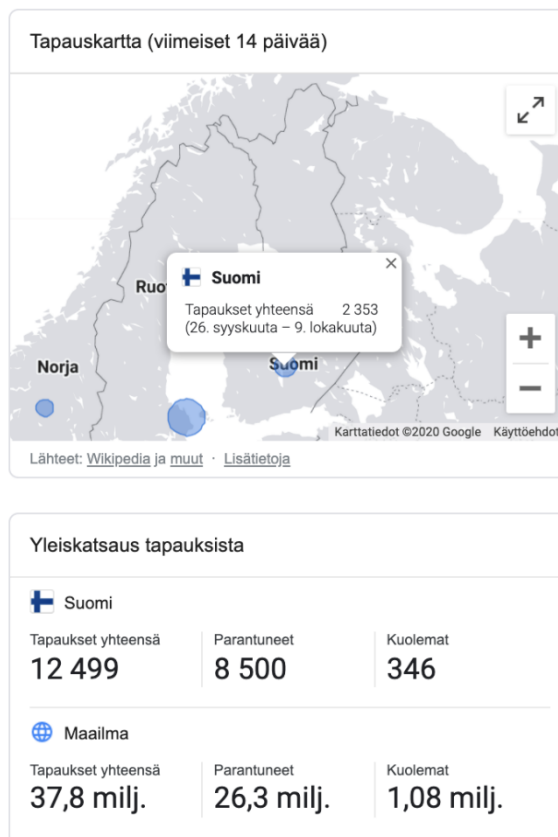 Tapauskartta (viimeiset 14 päivää)
Suomi
Tapaukset yhteensä 2 353
(26. syyskuuta – 9. lokakuuta)
Suomi
Norja
Karttatiedot ©2020 Google Käyttöehdot
Lähteet: Wikipedia ja muut · Lisätietoja
Yleiskatsaus tapauksista
Suomi
Tapaukset yhteensä Parantuneet Kuolemat
12 499 8 500 346
Maailma
Tapaukset yhteensä Parantuneet Kuolemat
37,8 milj. 26,3 milj. 1,08 milj.